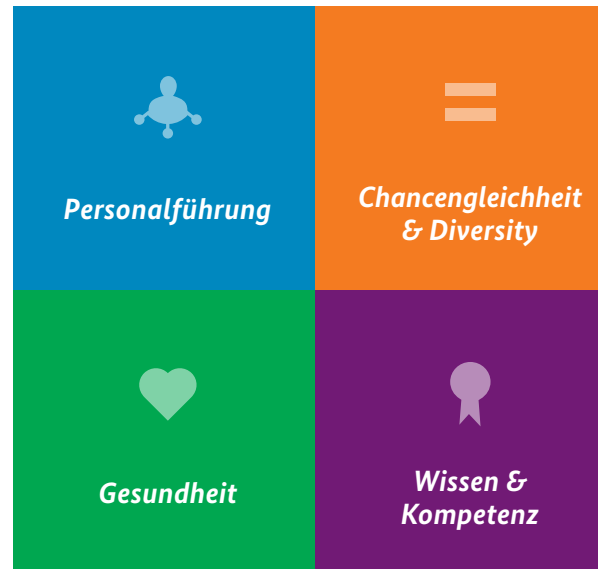 Personalführung
Chancengleichheit
& Diversity
Gesundheit
Wissen &
Kompetenz